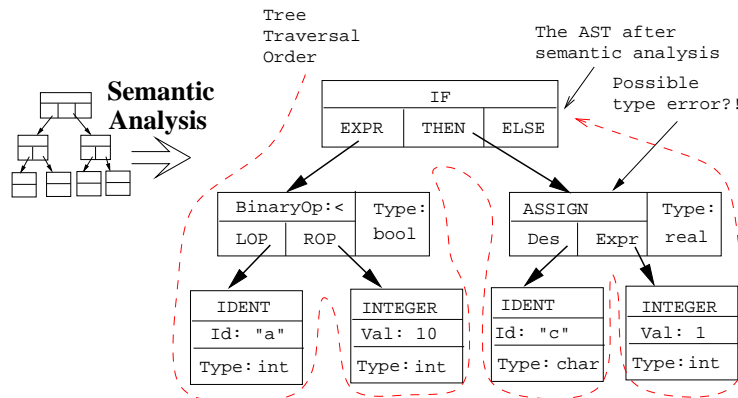 Tree
Traversal
Order
The AST after
semantic analysis
Possible
type error?!
Semantic
Analysis
IF
EXPR THEN ELSE
BinaryOp:< Type:
bool
LOP ROP
ASSIGN Type:
real
Des Expr
IDENT
Id: "a"
Type:int
INTEGER
Val: 10
Type:int
IDENT
Id: "c"
Type:char
INTEGER
Val: 1
Type:int